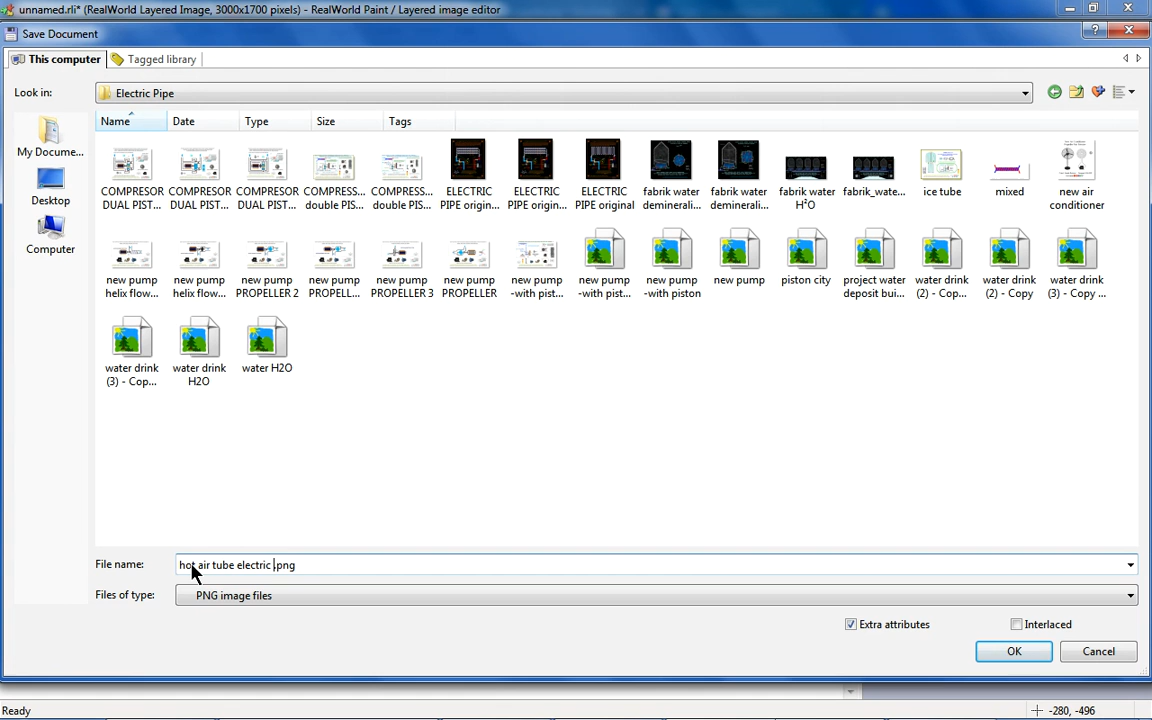 unnamed.rli* (RealWorld Layered Image, 3000x1700 pixels) - RealWorld Paint / Layered image editor
Save Document
This computer
Tagged library
Look in:
Electric Pipe
My Docume...
Desktop
Computer
Name
Date
Type
Size
Tags
COMPRESOR DUAL PIST...
COMPRESOR DUAL PIST...
COMPRESOR DUAL PIST...
COMPRESS... double PIS...
COMPRESS... double PIS...
ELECTRIC PIPE origin...
ELECTRIC PIPE origin...
ELECTRIC PIPE original
fabrik water deminerali...
fabrik water deminerali...
fabrik water H²O
fabrik_wate...
ice tube
mixed
new air conditioner
new pump helix flow...
new pump helix flow...
new pump PROPELLER 2
new pump PROPELL...
new pump PROPELLER 3
new pump PROPELLER
new pump -with pist...
new pump -with pist...
new pump -with piston
new pump
piston city
project water deposit bui...
water drink (2) - Cop...
water drink (2) - Copy
water drink (3) - Copy ...
water drink (3) - Cop...
water drink H2O
water H2O
File name:
hot air tube electric .png
Files of type:
PNG image files
Extra attributes
Interlaced
OK
Cancel
Ready
-280, -496